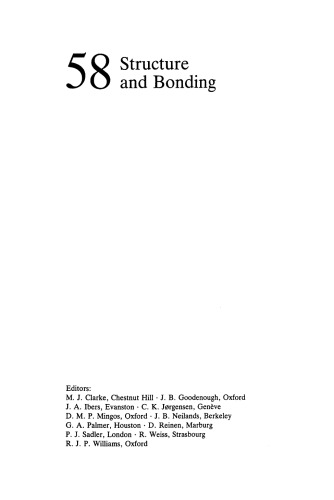 58 Structure
and Bonding
Editors:
M. J. Clarke, Chestnut Hill · J. B. Goodenough, Oxford
J. A. Ibers, Evanston · C. K. Jørgensen, Genève
D. M. P. Mingos, Oxford · J. B. Neilands, Berkeley
G. A. Palmer, Houston · D. Reinen, Marburg
P. J. Sadler, London · R. Weiss, Strasbourg
R. J. P. Williams, Oxford